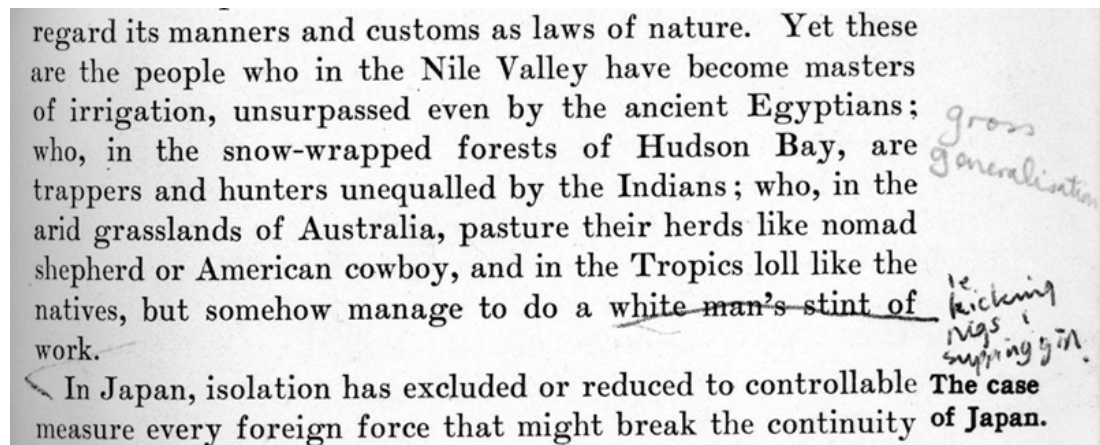 regard its manners and customs as laws of nature. Yet these
are the people who in the Nile Valley have become masters
of irrigation, unsurpassed even by the ancient Egyptians;
who, in the snow-wrapped forests of Hudson Bay, are
trappers and hunters unequalled by the Indians; who, in the
arid grasslands of Australia, pasture their herds like nomad
shepherd or American cowboy, and in the Tropics loll like the
natives, but somehow manage to do a white man's stint of
work.
In Japan, isolation has excluded or reduced to controllable
measure every foreign force that might break the continuity
gross
generalisation
ie
kicking
nigs &
supping gin.
The case
of Japan.